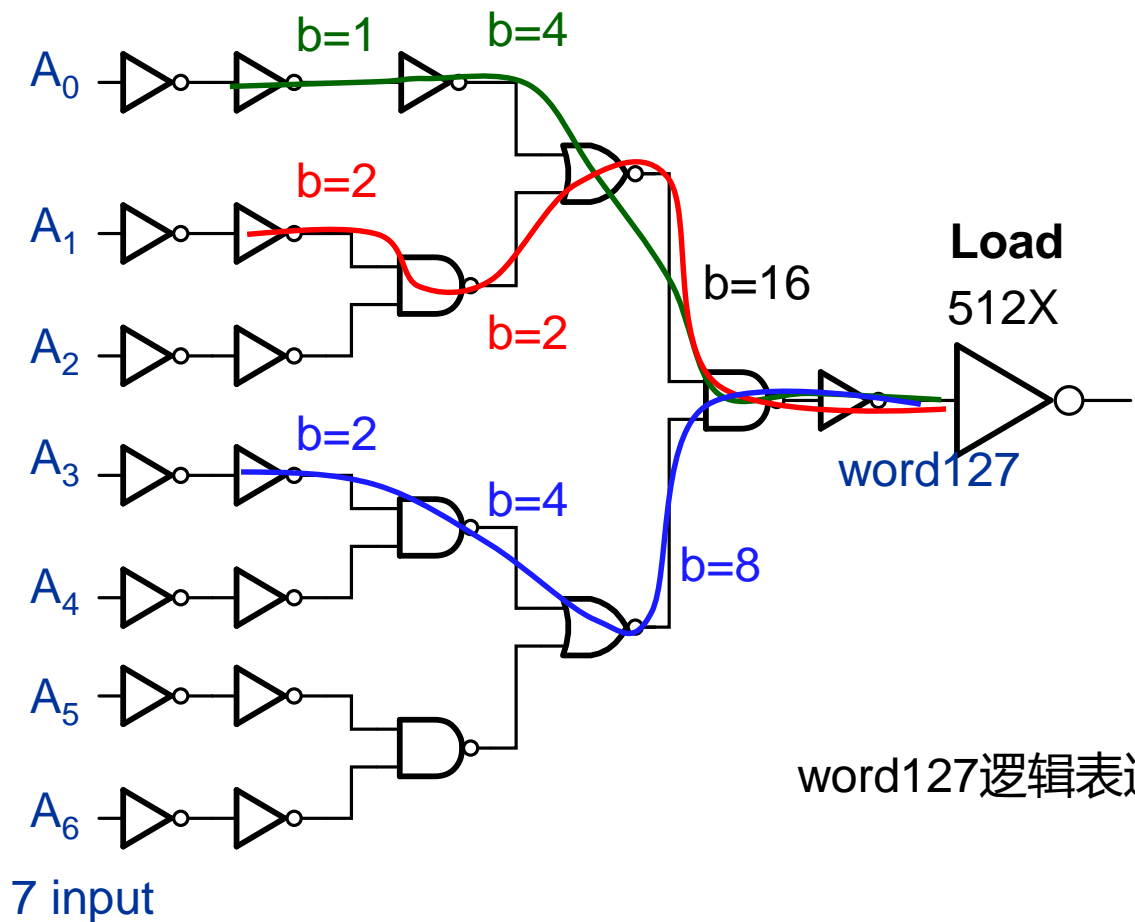 b=1
b=4
A0
b=2
A1
Load
512X
b=16
b=2
A2
b=2
A3
word127
b=4
b=8
A4
A5
word127逻辑表
A6
7 input